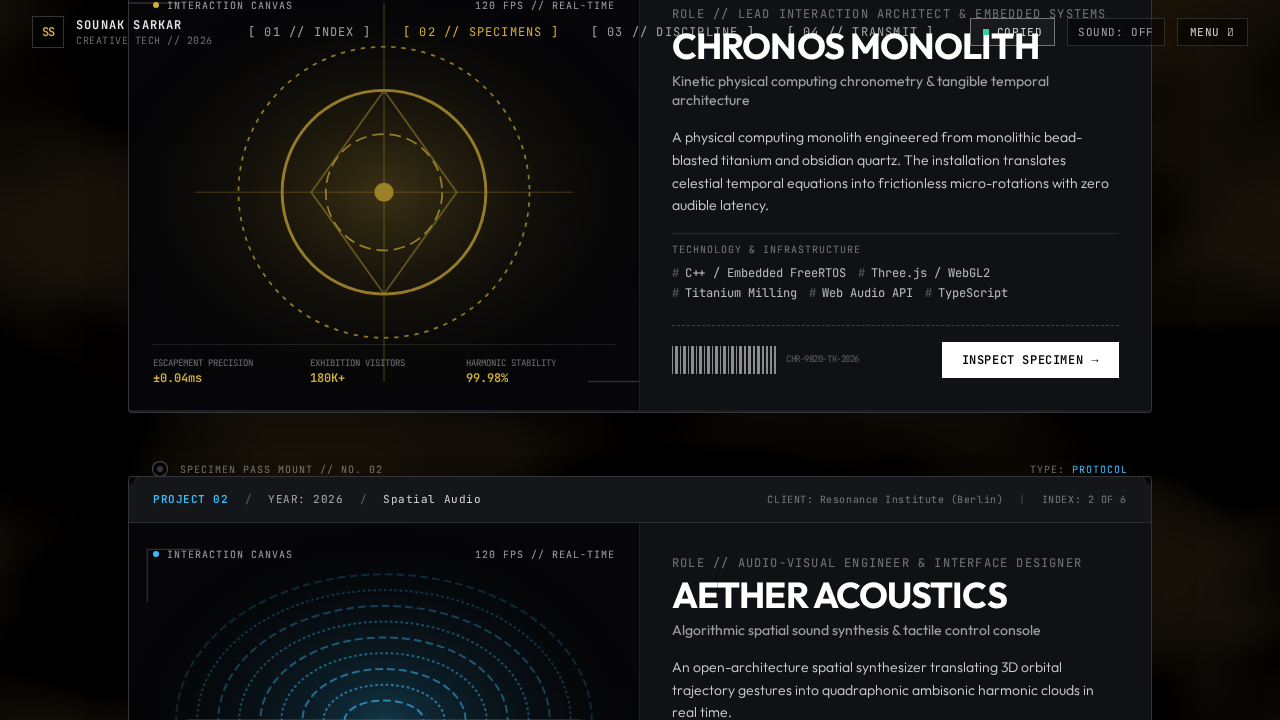 INTERACTION CANVAS
120 FPS // REAL-TIME
ROLE // LEAD INTERACTION ARCHITECT & EMBEDDED SYSTEMS
SS
SOUNAK SARKAR
CREATIVE TECH // 2026
[ 01 // INDEX ]
[ 02 // SPECIMENS ]
[ 03 // DISCIPLINE ]
[ 04 // TRANSMIT ]
COPIED
SOUND: OFF
MENU
CHRONOS MONOLITH
Kinetic physical computing chronometry & tangible temporal
architecture
A physical computing monolith engineered from monolithic bead-
blasted titanium and obsidian quartz. The installation translates
celestial temporal equations into frictionless micro-rotations with zero
audible latency.
TECHNOLOGY & INFRASTRUCTURE
# C++ / Embedded FreeRTOS # Three.js / WebGL2
# Titanium Milling # Web Audio API # TypeScript
ESCAPEMENT PRECISION
±0.04ms
EXHIBITION VISITORS
180K+
HARMONIC STABILITY
99.98%
CHR-9820-TK-2026
INSPECT SPECIMEN →
SPECIMEN PASS MOUNT // NO. 02
TYPE: PROTOCOL
PROJECT 02 / YEAR: 2026 / Spatial Audio
CLIENT: Resonance Institute (Berlin) | INDEX: 2 OF 6
INTERACTION CANVAS
120 FPS // REAL-TIME
ROLE // AUDIO-VISUAL ENGINEER & INTERFACE DESIGNER
AETHER ACOUSTICS
Algorithmic spatial sound synthesis & tactile control console
An open-architecture spatial synthesizer translating 3D orbital
trajectory gestures into quadraphonic ambisonic harmonic clouds in
real time.